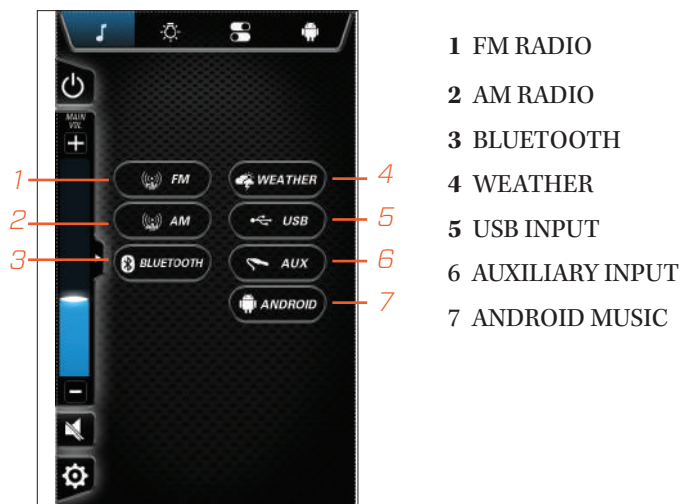 MAIN
VOL
1 FM 4 WEATHER
2 AM 5 USB
3 BLUETOOTH 6 AUX
7 ANDROID
1 FM RADIO
2 AM RADIO
3 BLUETOOTH
4 WEATHER
5 USB INPUT
6 AUXILIARY INPUT
7 ANDROID MUSIC